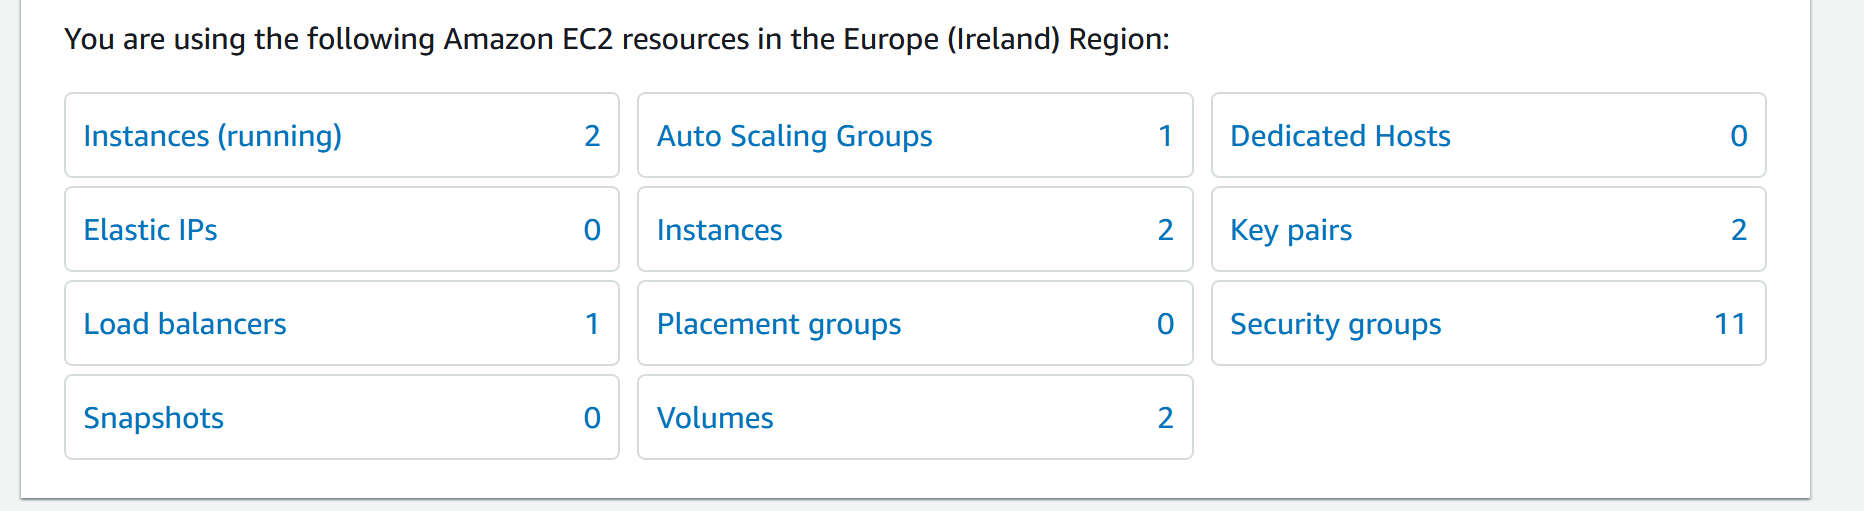 You are using the following Amazon EC2 resources in the Europe (Ireland) Region:
Instances (running) 2
Auto Scaling Groups 1
Dedicated Hosts 0
Elastic IPs 0
Instances 2
Key pairs 2
Load balancers 1
Placement groups 0
Security groups 11
Snapshots 0
Volumes 2